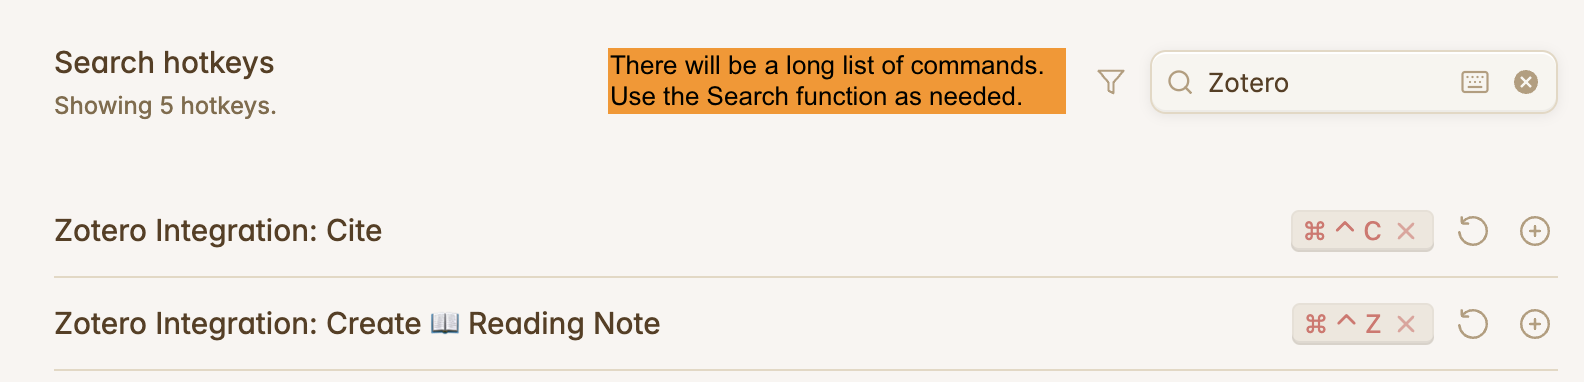 Search hotkeys
Showing 5 hotkeys.
There will be a long list of commands.
Use the Search function as needed.
Zotero
Zotero Integration: Cite
⌘ ^ C
Zotero Integration: Create 📖 Reading Note
⌘ ^ Z